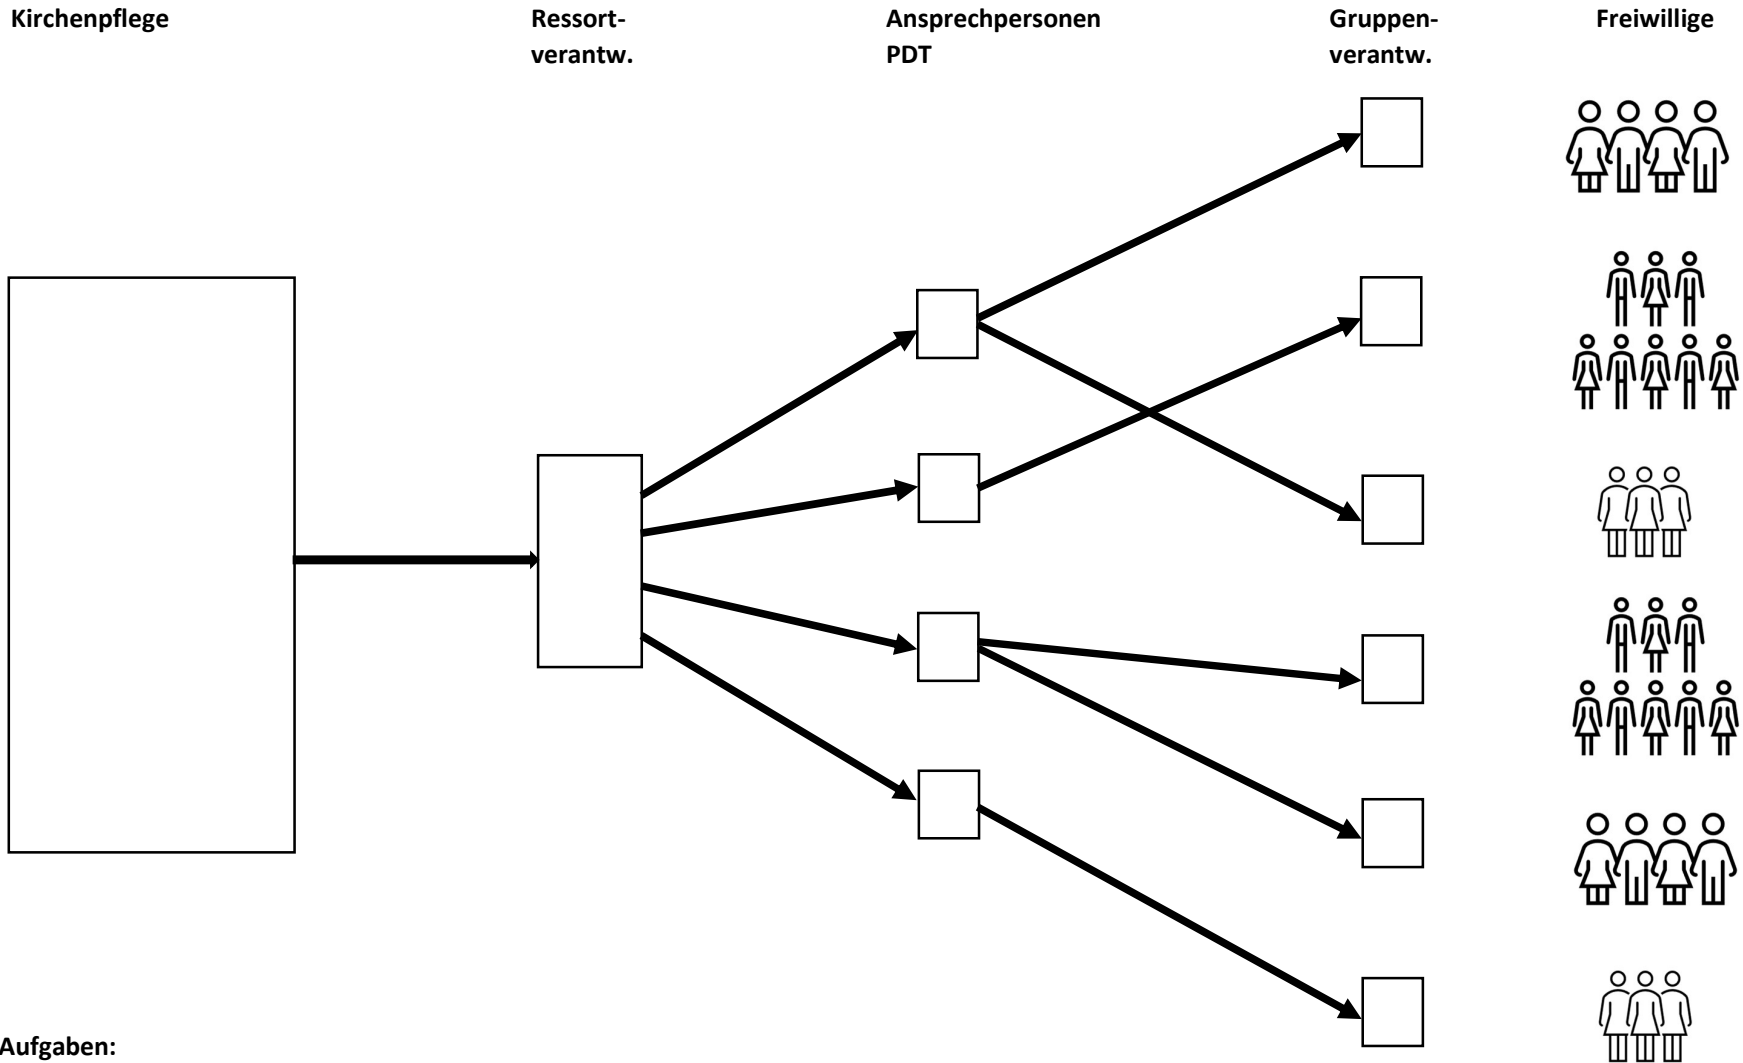 Kirchenpflege
Ressort-
verantw.
Ansprechpersonen
PDT
Gruppen-
verantw.
Freiwillige
Aufgaben: